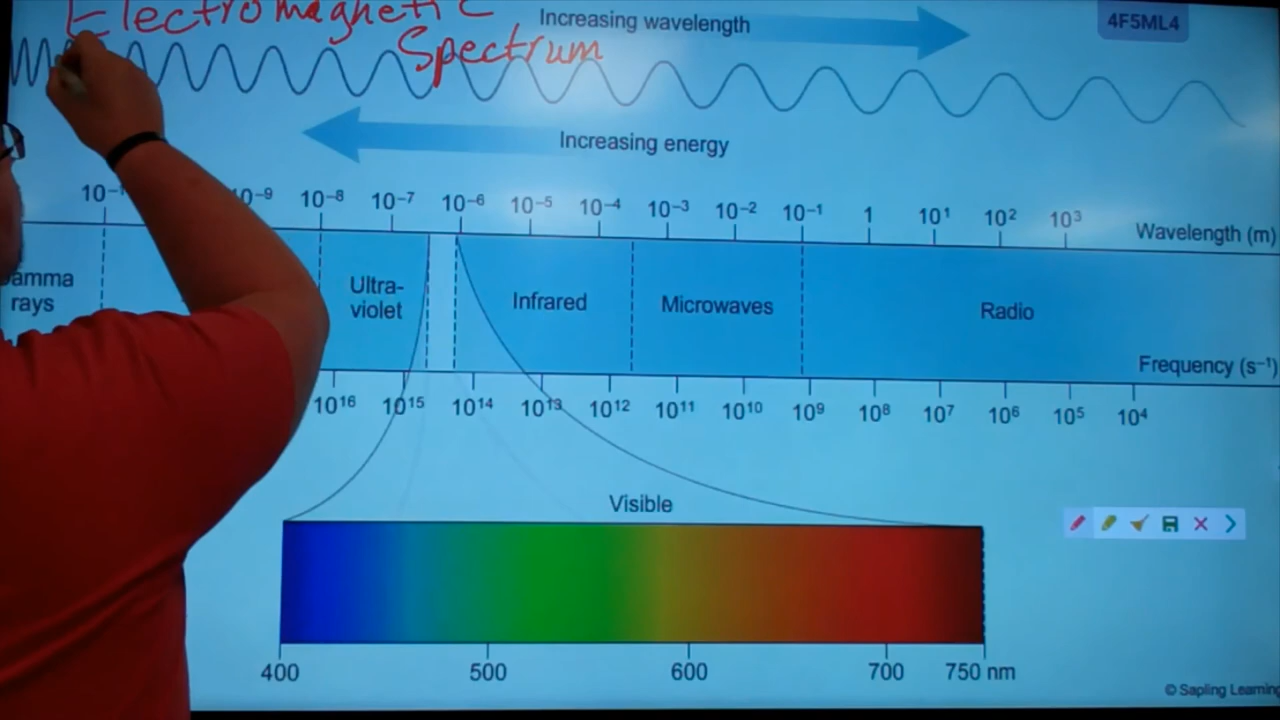 Electromagnetic
Spectrum
Increasing wavelength
4F5ML4
Increasing energy
10⁻⁸ 10⁻⁷ 10⁻⁶ 10⁻⁵ 10⁻⁴ 10⁻³ 10⁻² 10⁻¹ 1 10¹ 10² 10³
Wavelength (m)
rays
Ultra-
violet
Infrared
Microwaves
Radio
Frequency (s⁻¹)
10¹⁶ 10¹⁵ 10¹⁴ 10¹³ 10¹² 10¹¹ 10¹⁰ 10⁹ 10⁸ 10⁷ 10⁶ 10⁵ 10⁴
Visible
400 500 600 700 750 nm
© Sapling Learning